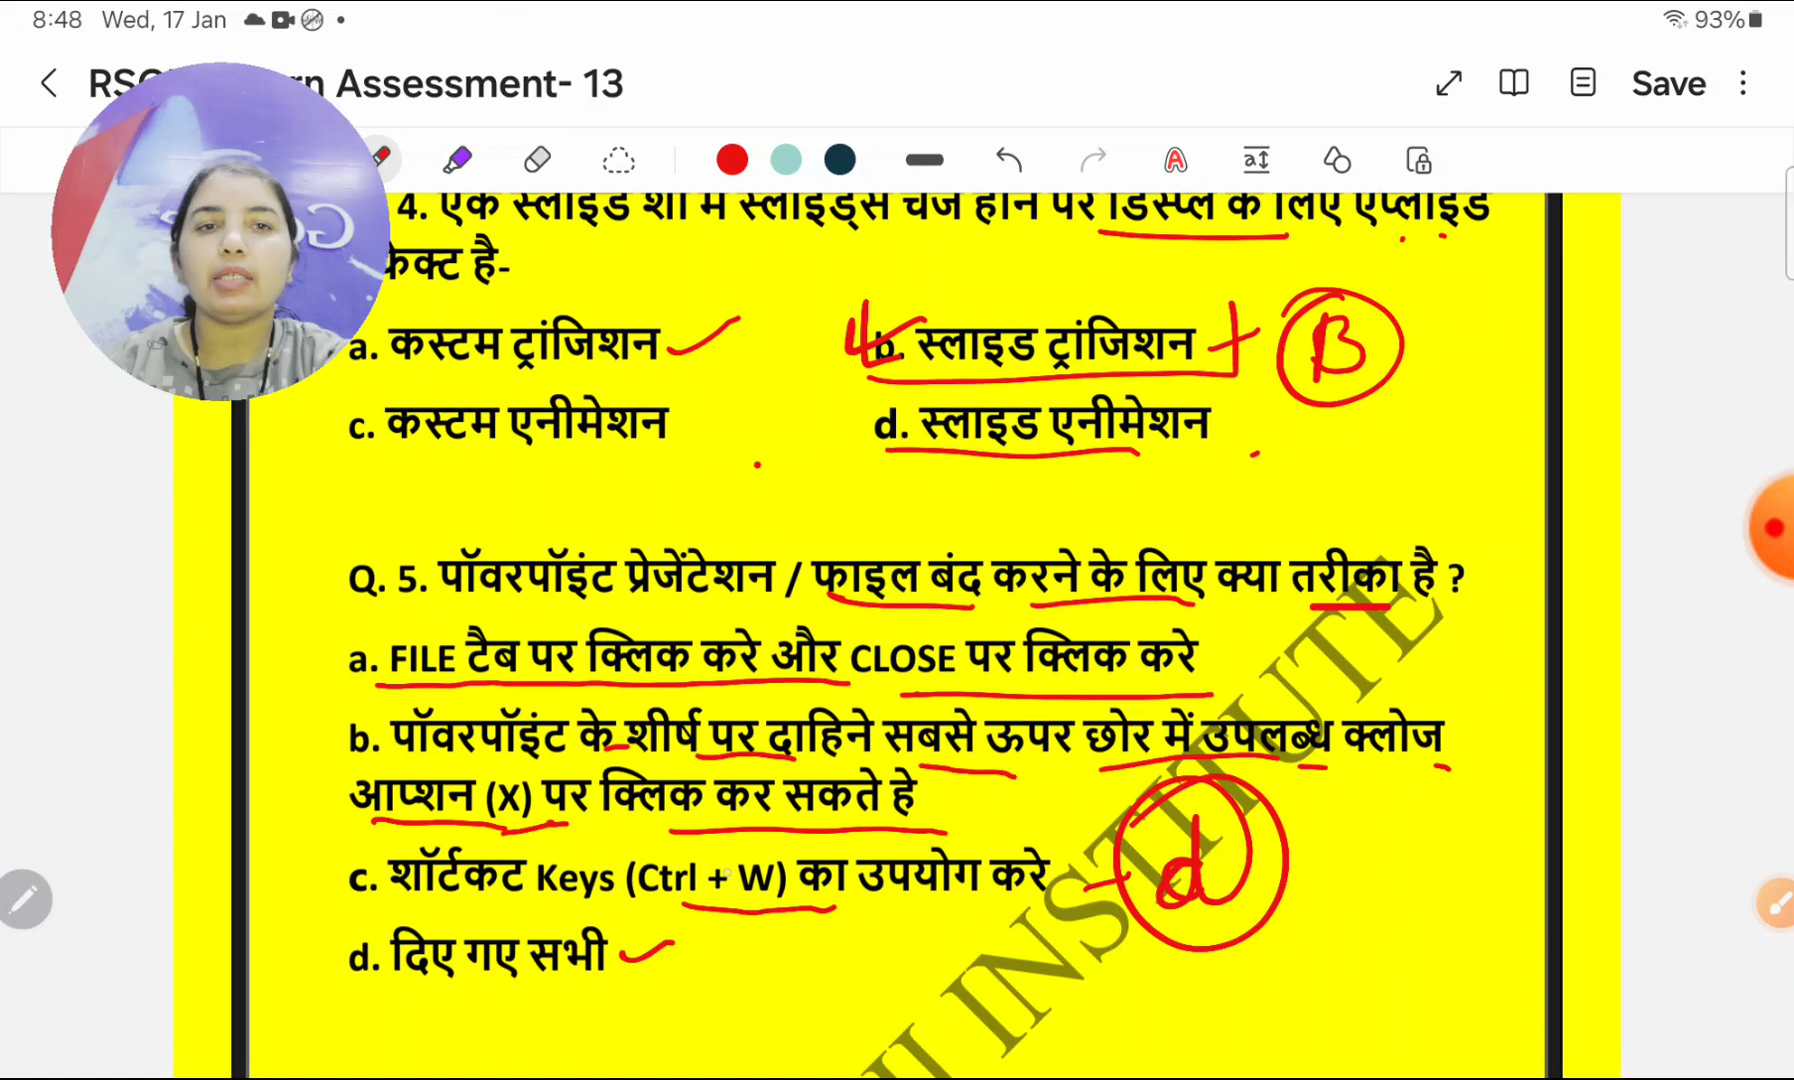 8:48 Wed, 17 Jan
93%
Assessment- 13
Save
4. एक स्लाइड शो में स्लाइड्स चेंज होने पर डिस्प्ले के लिए एप्लाइड
है-
a. कस्टम ट्रांजिशन
b. स्लाइड ट्रांजिशन
B
c. कस्टम एनीमेशन
d. स्लाइड एनीमेशन
Q. 5. पॉवरपॉइंट प्रेजेंटेशन / फाइल बंद करने के लिए क्या तरीका है ?
a. FILE टैब पर क्लिक करे और CLOSE पर क्लिक करे
b. पॉवरपॉइंट के शीर्ष पर दाहिने सबसे ऊपर छोर में उपलब्ध क्लोज
आप्शन (X) पर क्लिक कर सकते हे
c. शॉर्टकट Keys (Ctrl + W) का उपयोग करे
d
d. दिए गए सभी
INSTITUTE